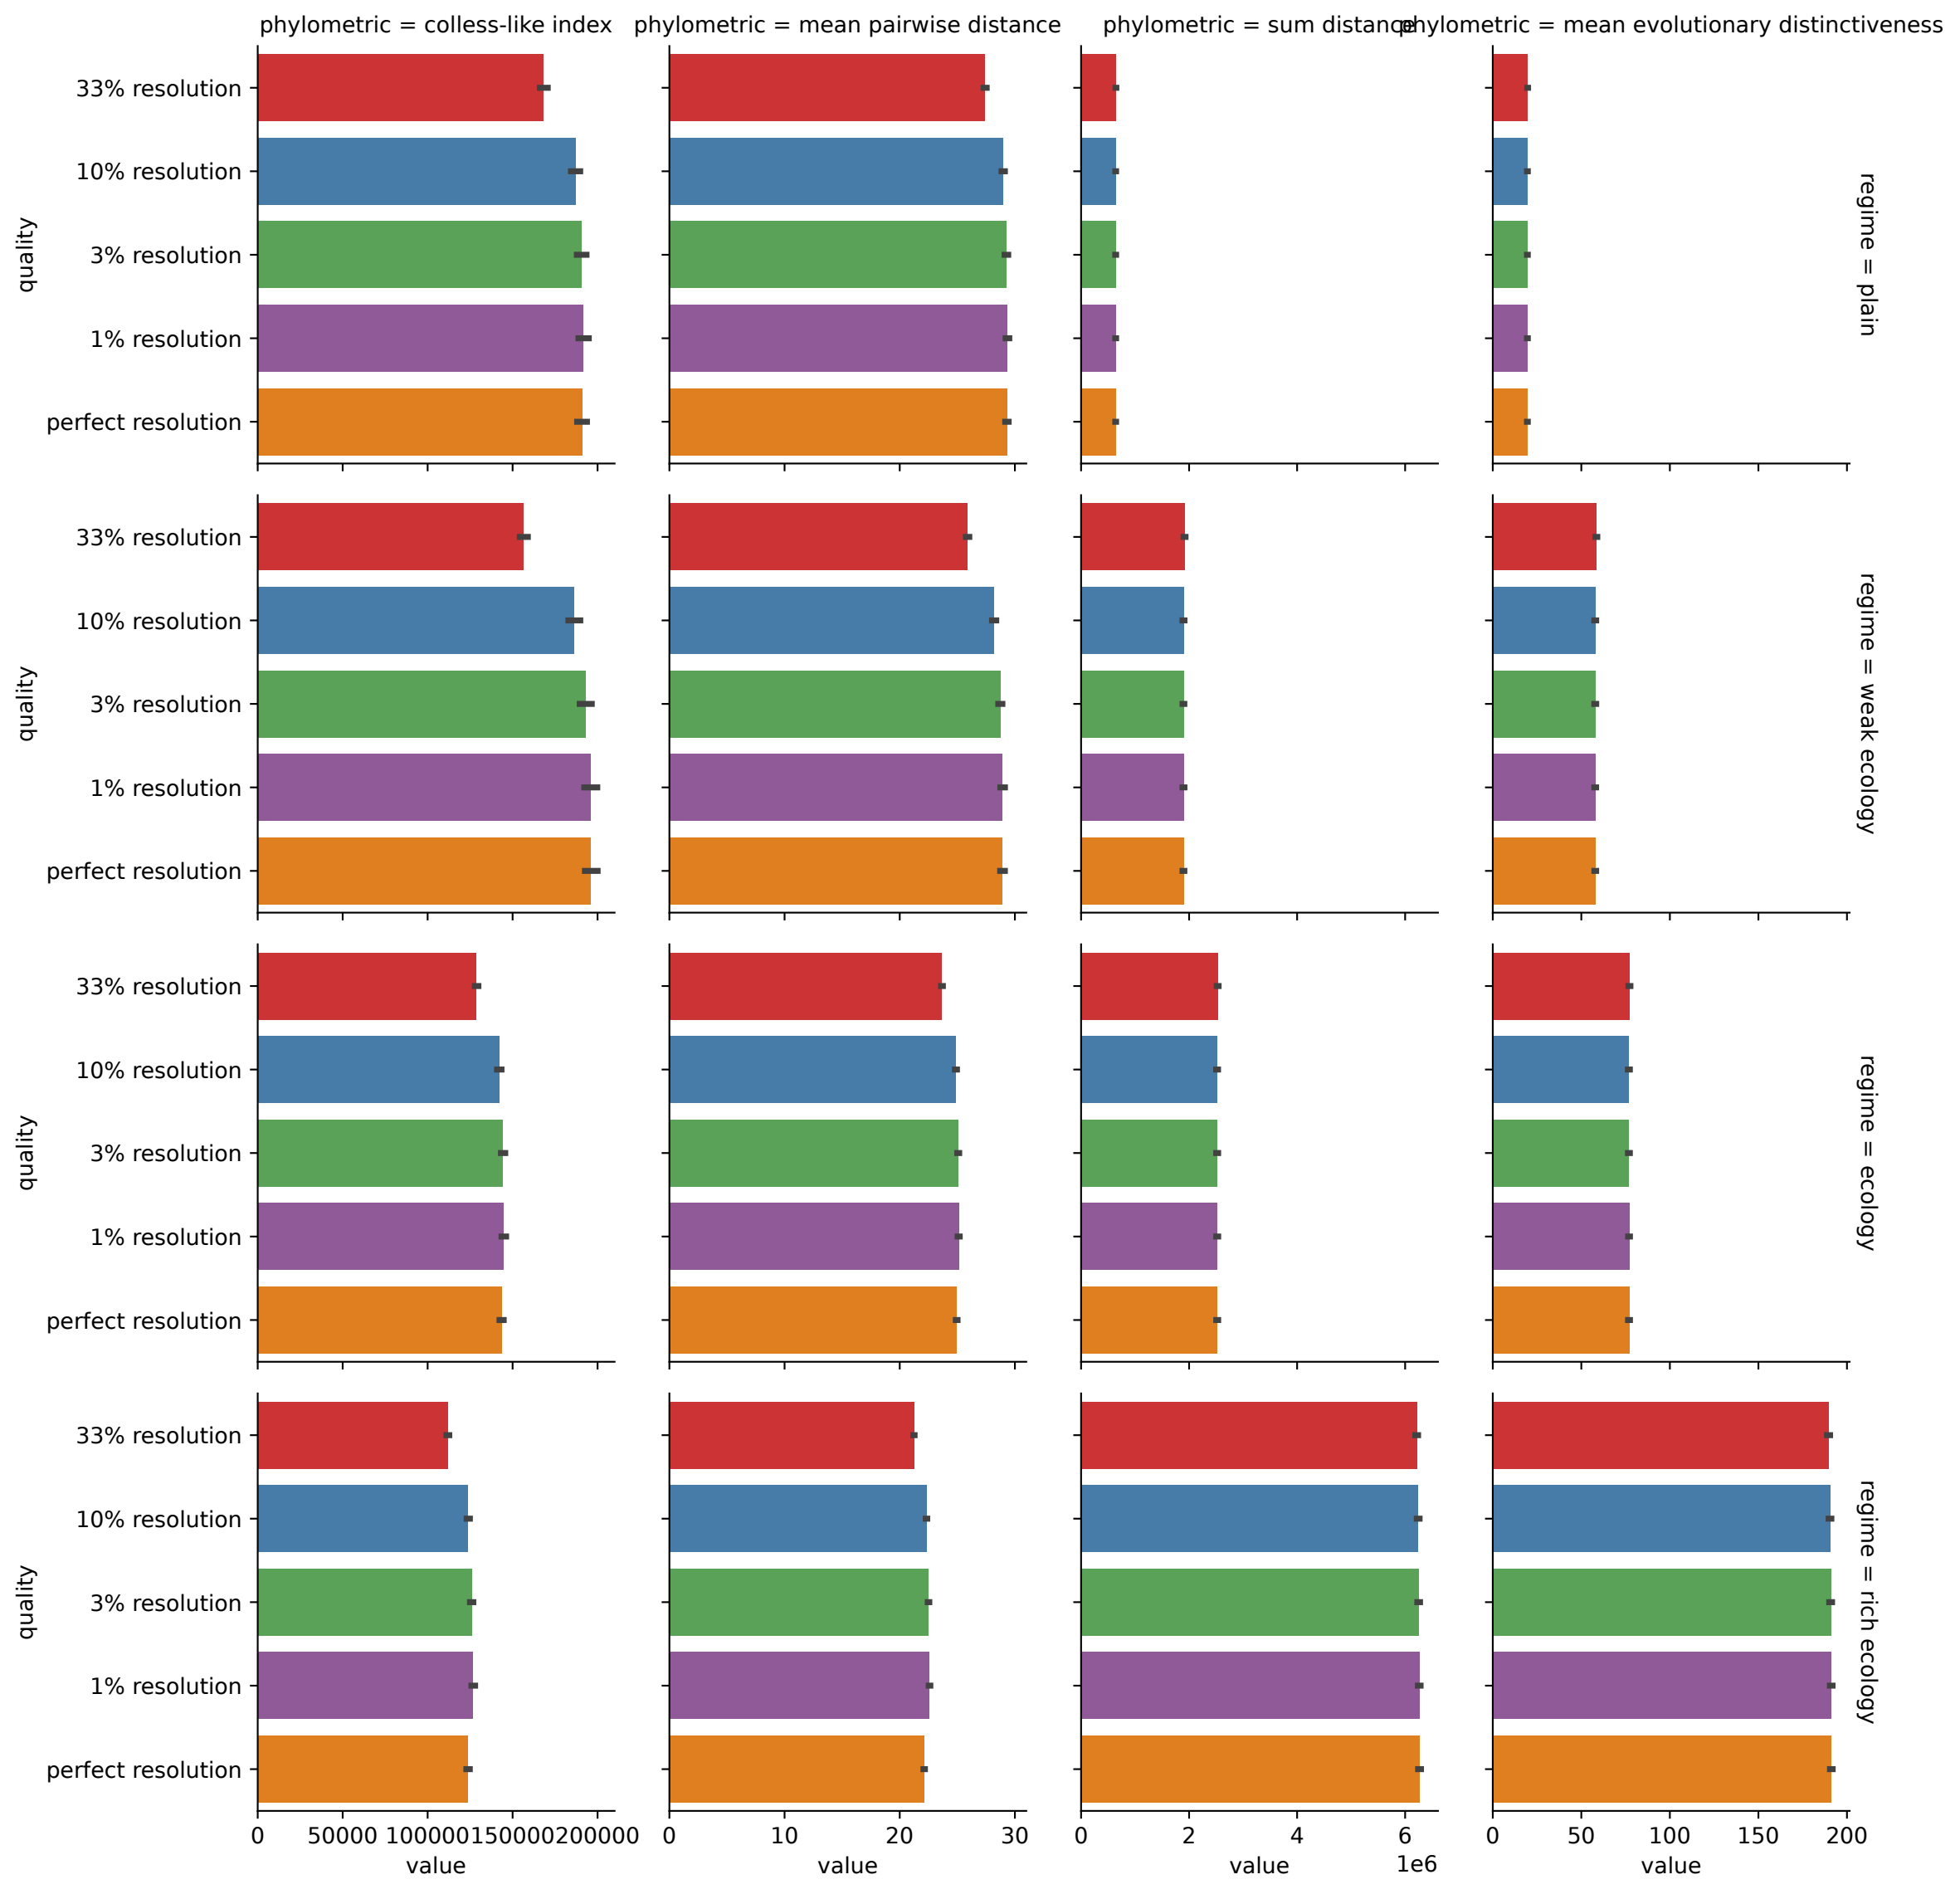 phylometric = colless-like index
phylometric = mean pairwise distance
phylometric = sum distance
phylometric = mean evolutionary distinctiveness
quality
33% resolution
10% resolution
3% resolution
1% resolution
perfect resolution
regime = plain
quality
33% resolution
10% resolution
3% resolution
1% resolution
perfect resolution
regime = weak ecology
quality
33% resolution
10% resolution
3% resolution
1% resolution
perfect resolution
regime = ecology
quality
33% resolution
10% resolution
3% resolution
1% resolution
perfect resolution
regime = rich ecology
0 50000 100000 150000 200000
value
0 10 20 30
value
0 2 4 6
1e6
value
0 50 100 150 200
value